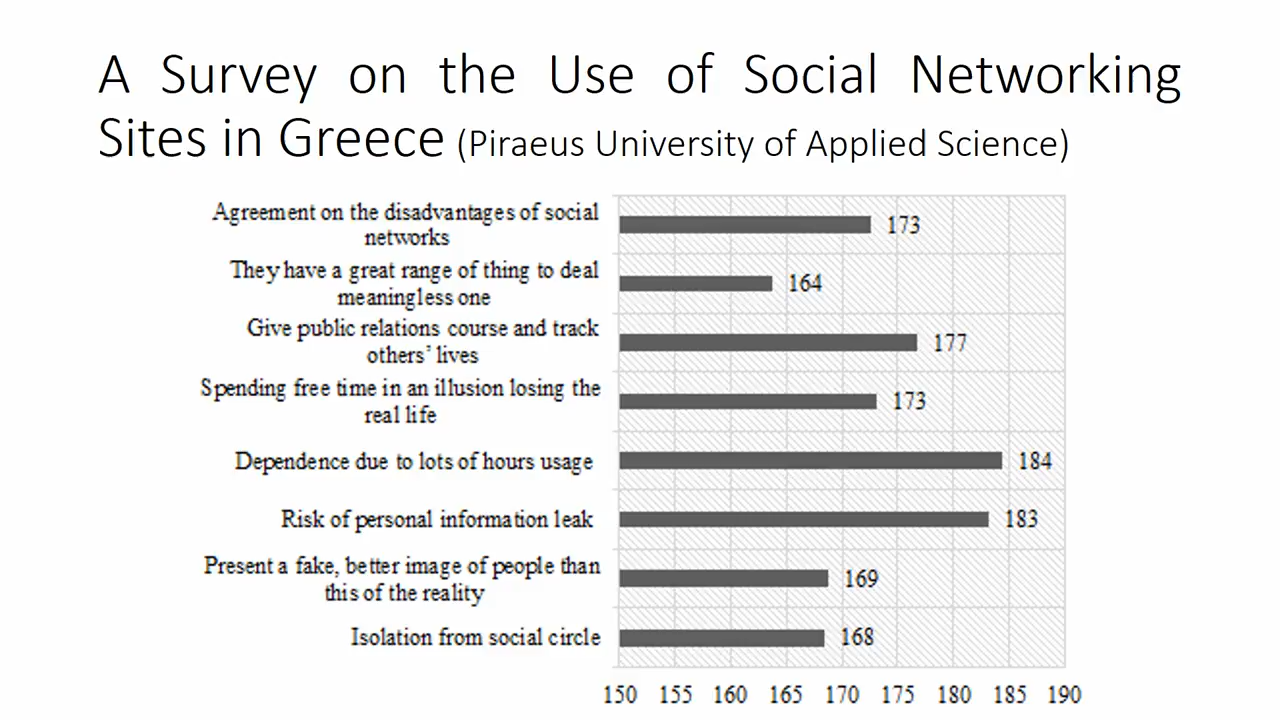 A Survey on the Use of Social Networking
Sites in Greece (Piraeus University of Applied Science)
Agreement on the disadvantages of social
networks
173
They have a great range of thing to deal
meaningless one
164
Give public relations course and track
others’ lives
177
Spending free time in an illusion losing the
real life
173
Dependence due to lots of hours usage
184
Risk of personal information leak
183
Present a fake, better image of people than
this of the reality
169
Isolation from social circle
168
150 155 160 165 170 175 180 185 190